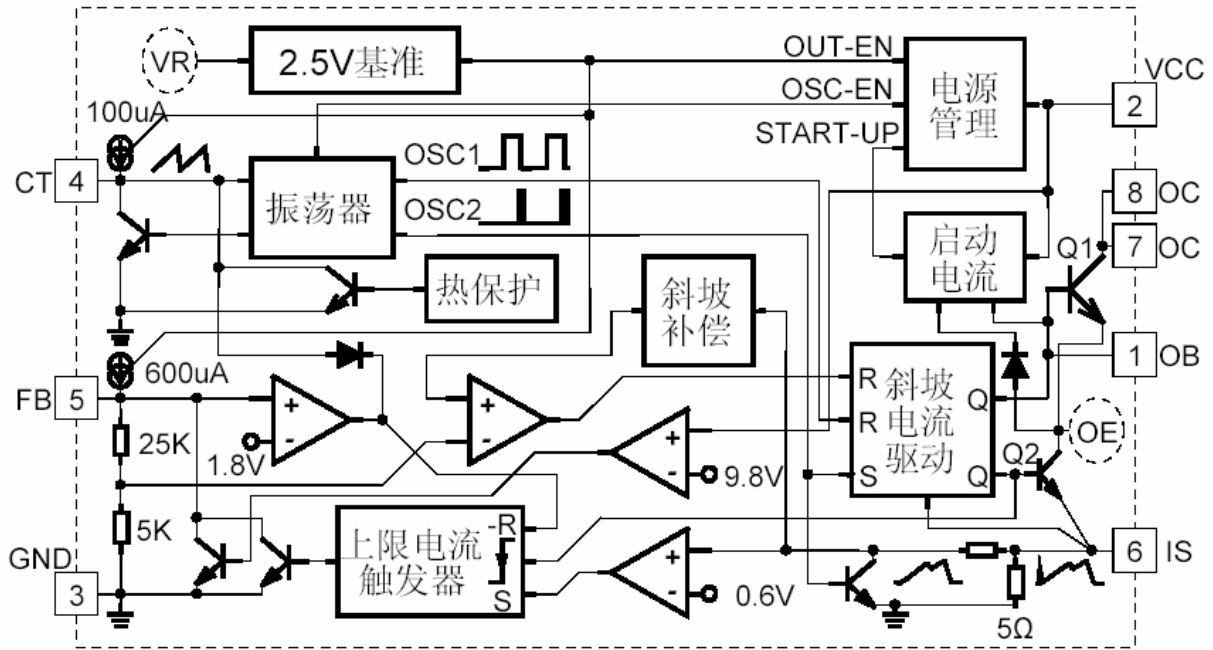 VR
2.5V基准
OUT-EN
OSC-EN
START-UP
电源
管理
VCC
2
100uA
CT
4
振荡器
OSC1
OSC2
8
OC
7
OC
启动
电流
Q1
热保护
斜坡
补偿
1
OB
600uA
FB
5
+
-
1.8V
25K
+
-
+
-
9.8V
R
R
S
斜坡
电流
驱动
Q
Q
OE
Q2
5K
GND
3
上限电流
触发器
-R
S
+
-
0.6V
6
IS
5Ω